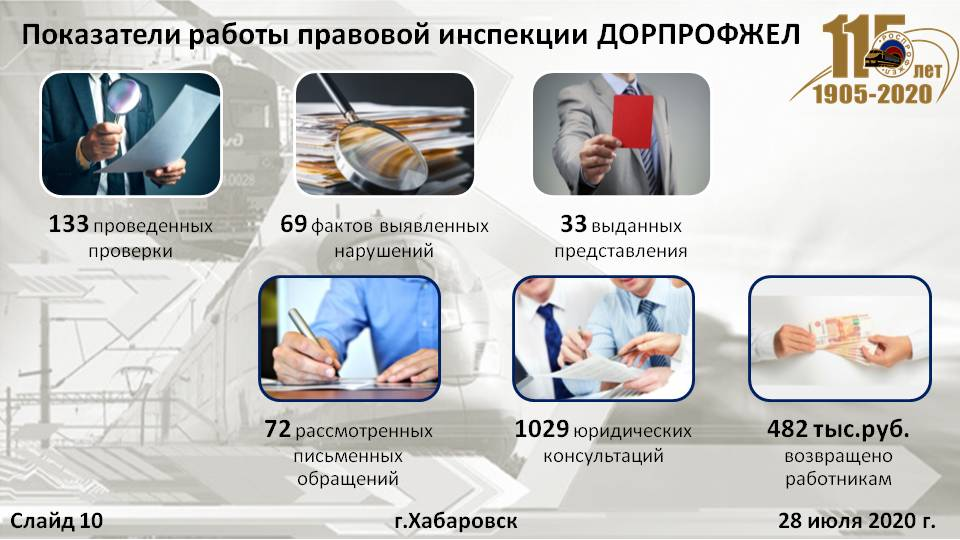 Показатели работы правовой инспекции ДОРПРОФЖЕЛ
115
РОСПРОФЖЕЛ
лет
1905-2020
133 проведенных
проверки
69 фактов выявленных
нарушений
33 выданных
представления
72 рассмотренных
письменных
обращений
1029 юридических
консультаций
482 тыс.руб.
возвращено
работникам
Слайд 10
г.Хабаровск
28 июля 2020 г.